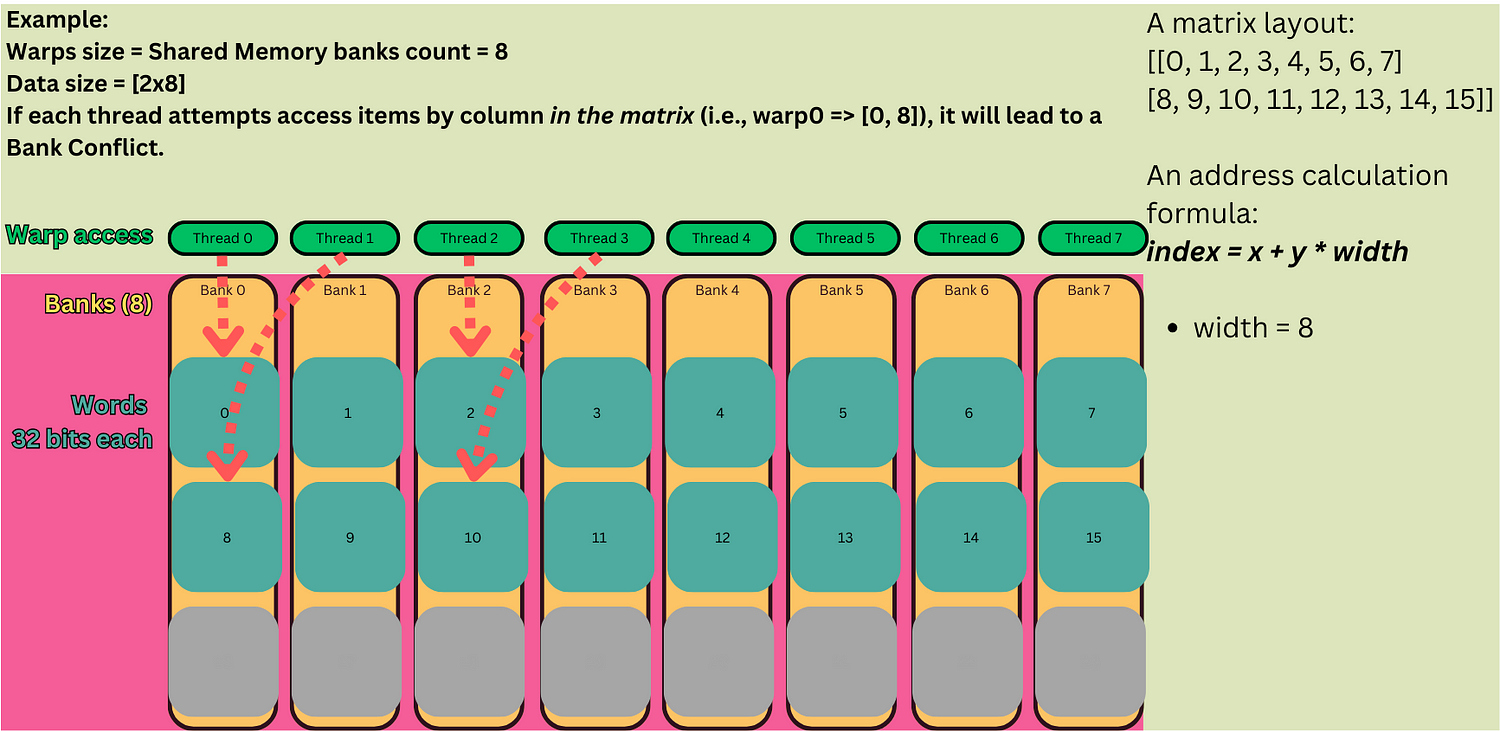 Example:
Warps size = Shared Memory banks count = 8
Data size = [2x8]
If each thread attempts access items by column in the matrix (i.e., warp0 => [0, 8]), it will lead to a
Bank Conflict.
A matrix layout:
[[0, 1, 2, 3, 4, 5, 6, 7]
[8, 9, 10, 11, 12, 13, 14, 15]]
An address calculation
formula:
index = x + y * width
• width = 8
Warp access
Thread 0 Thread 1 Thread 2 Thread 3 Thread 4 Thread 5 Thread 6 Thread 7
Banks (8)
Bank 0 Bank 1 Bank 2 Bank 3 Bank 4 Bank 5 Bank 6 Bank 7
Words
32 bits each
0 1 2 3 4 5 6 7
8 9 10 11 12 13 14 15